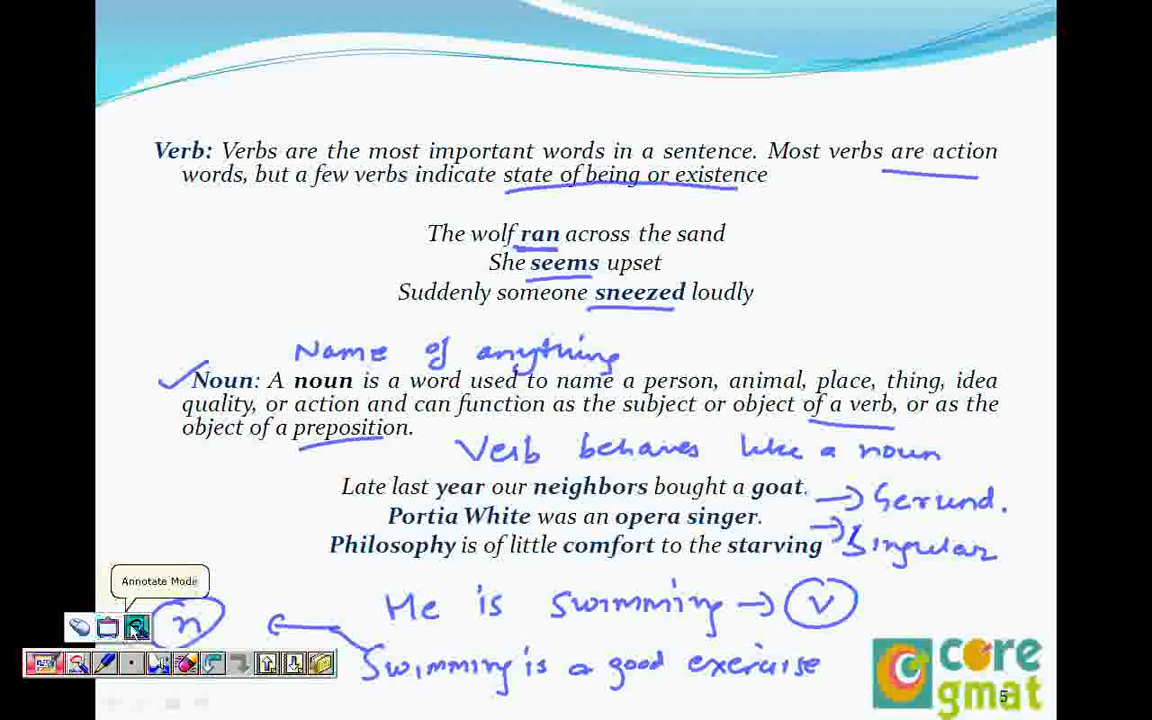 Verb: Verbs are the most important words in a sentence. Most verbs are action
words, but a few verbs indicate state of being or existence
The wolf ran across the sand
She seems upset
Suddenly someone sneezed loudly
Name of anything
Noun: A noun is a word used to name a person, animal, place, thing, idea
quality, or action and can function as the subject or object of a verb, or as the
object of a preposition.
Verb behaves like a noun
Late last year our neighbors bought a goat.
→ Gerund.
Portia White was an opera singer.
Philosophy is of little comfort to the starving
→ Singular
Annotate Mode
He is swimming → V
n
Swimming is a good exercise
core
gmat
5